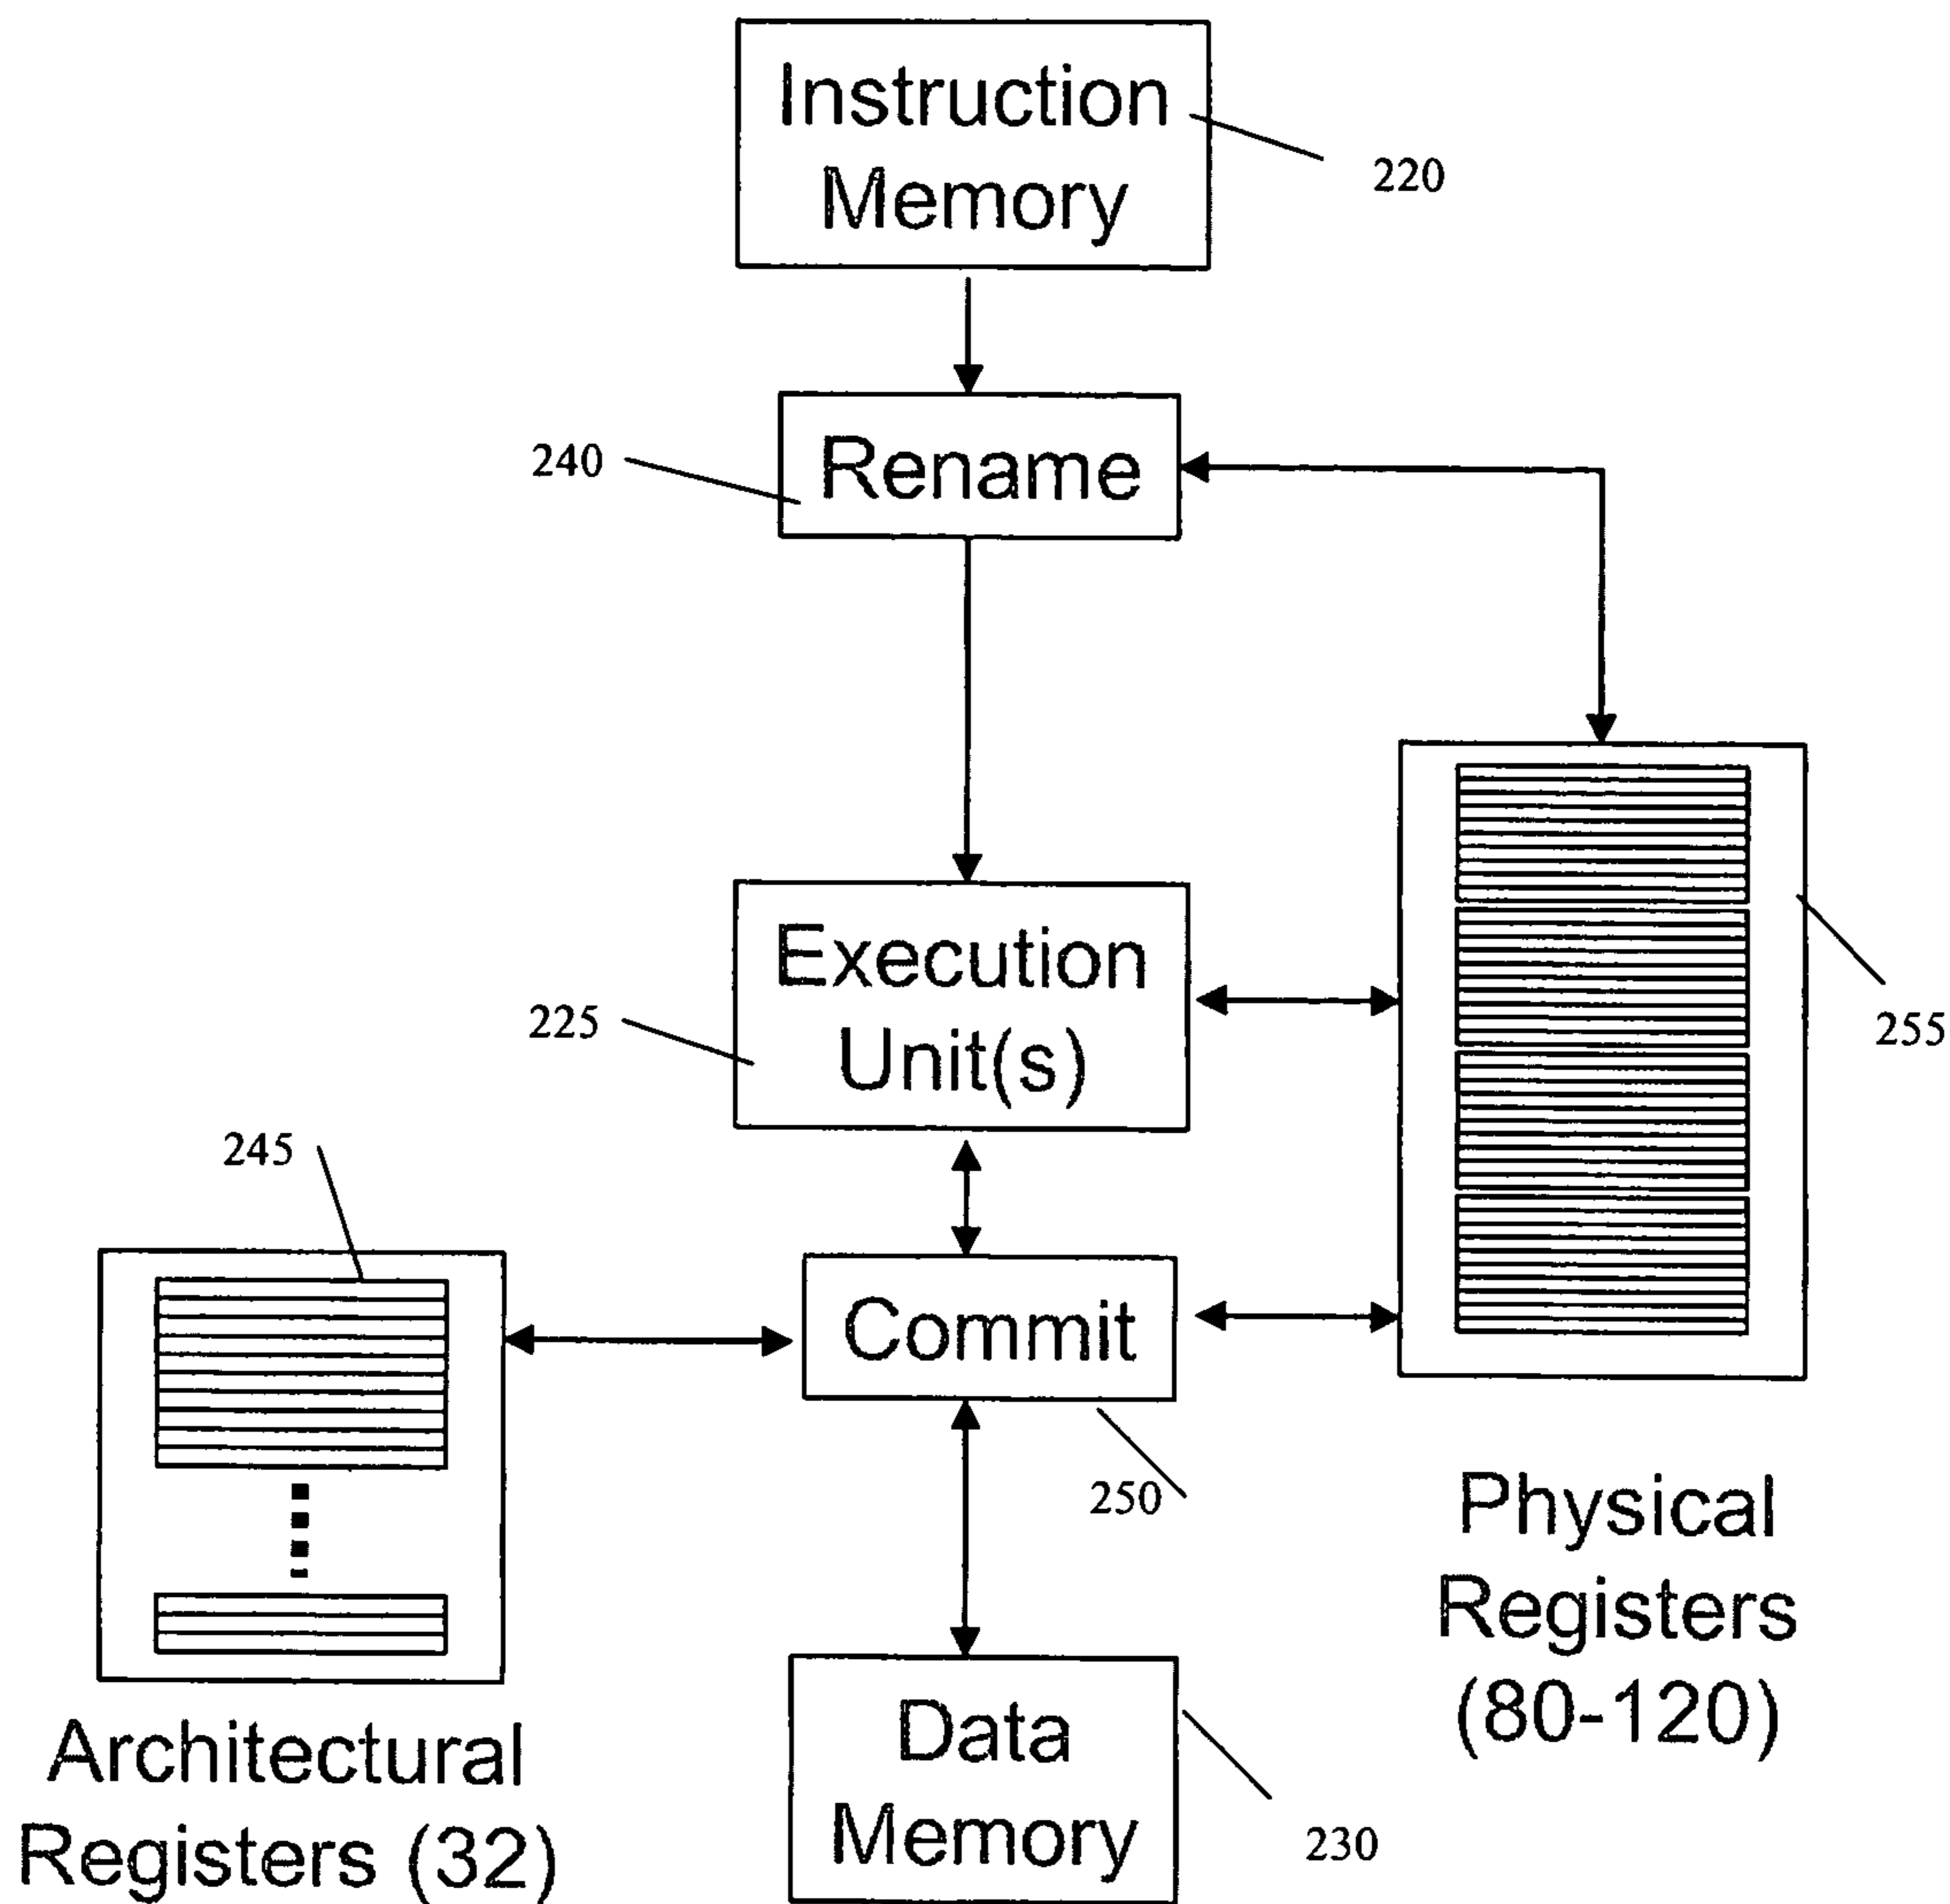 Instruction
Memory
220
240
Rename
Execution
Unit(s)
225
255
245
Commit
250
Physical
Registers
(80-120)
Architectural
Registers (32)
Data
Memory
230